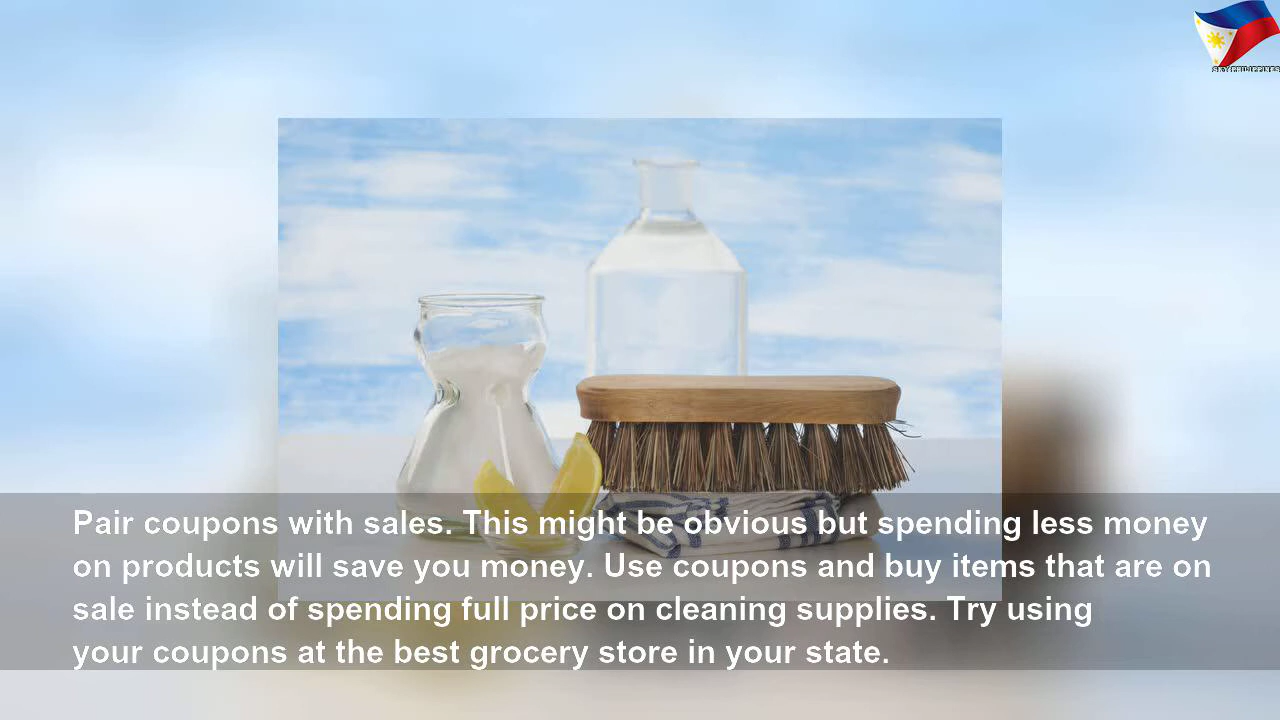 SKYPHILIPPINES
Pair coupons with sales. This might be obvious but spending less money
on products will save you money. Use coupons and buy items that are on
sale instead of spending full price on cleaning supplies. Try using
your coupons at the best grocery store in your state.